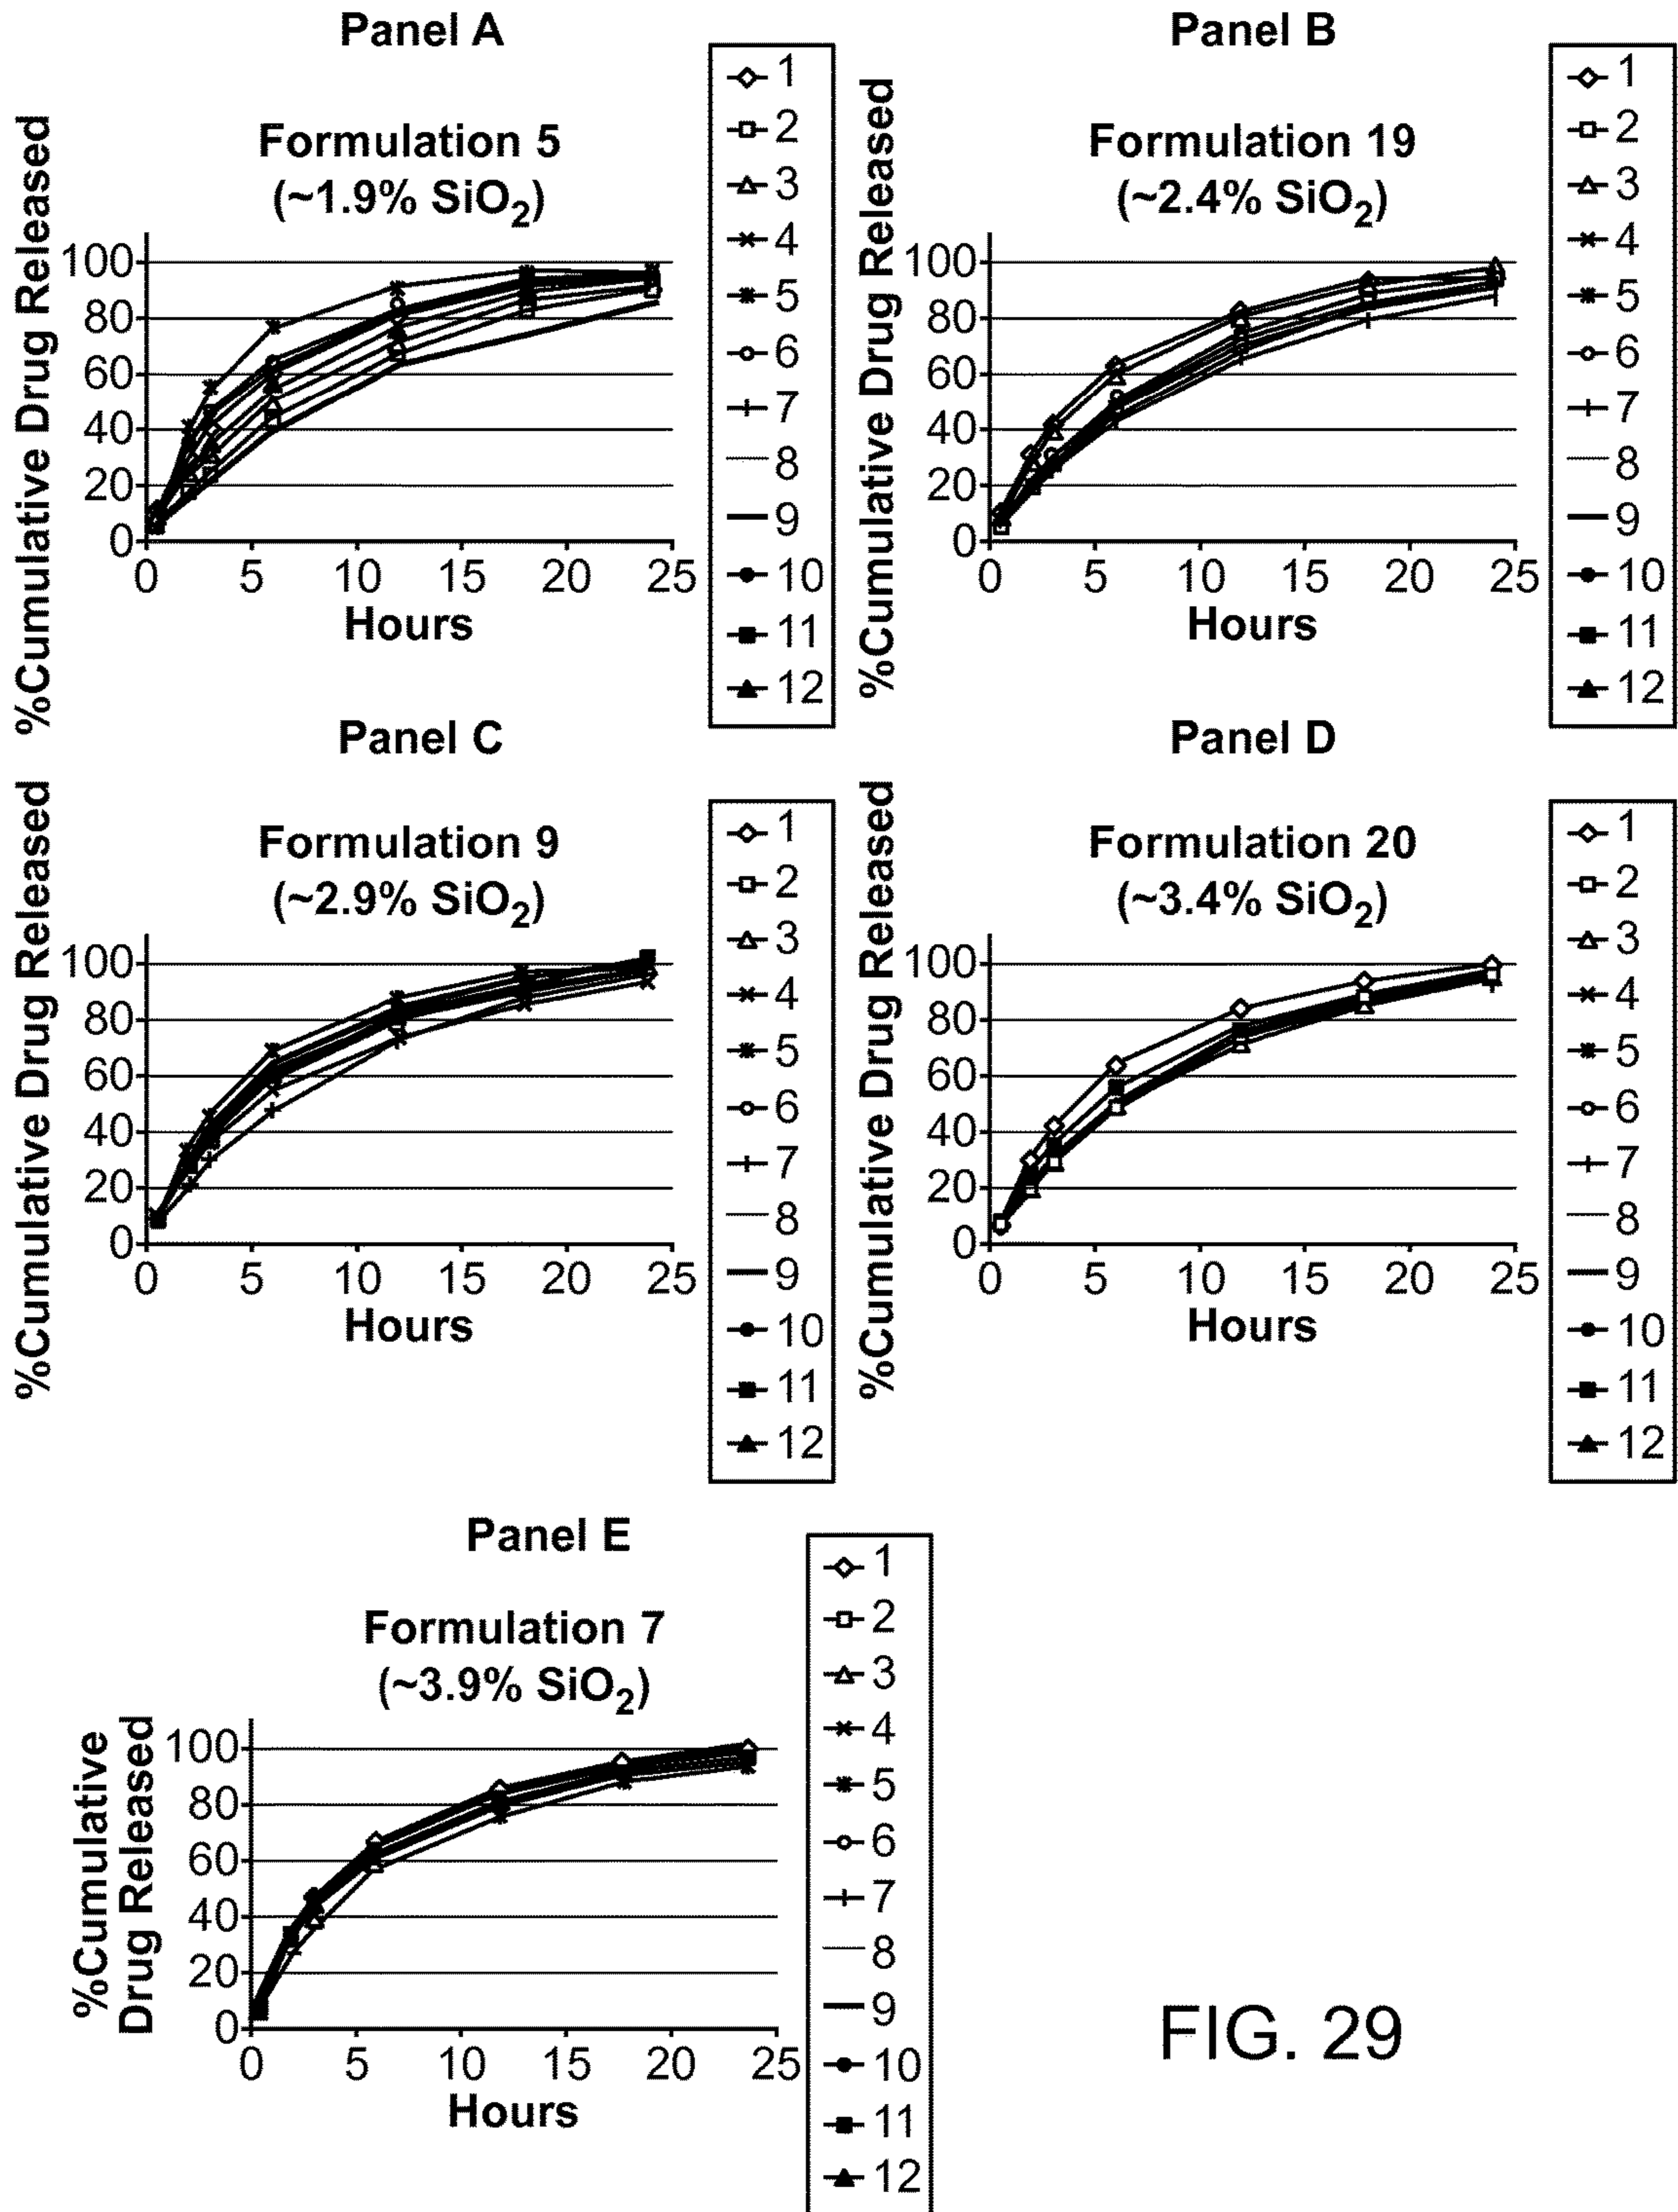 Panel A
Formulation 5
(~1.9% SiO2)
%Cumulative Drug Released
100
80
60
40
20
0
0 5 10 15 20 25
Hours
1
2
3
4
5
6
7
8
9
10
11
12
Panel B
Formulation 19
(~2.4% SiO2)
%Cumulative Drug Released
100
80
60
40
20
0
0 5 10 15 20 25
Hours
1
2
3
4
5
6
7
8
9
10
11
12
Panel C
Formulation 9
(~2.9% SiO2)
%Cumulative Drug Released
100
80
60
40
20
0
0 5 10 15 20 25
Hours
1
2
3
4
5
6
7
8
9
10
11
12
Panel D
Formulation 20
(~3.4% SiO2)
%Cumulative Drug Released
100
80
60
40
20
0
0 5 10 15 20 25
Hours
1
2
3
4
5
6
7
8
9
10
11
12
Panel E
Formulation 7
(~3.9% SiO2)
%Cumulative
Drug Released
100
80
60
40
20
0
0 5 10 15 20 25
Hours
1
2
3
4
5
6
7
8
9
10
11
12
FIG. 29